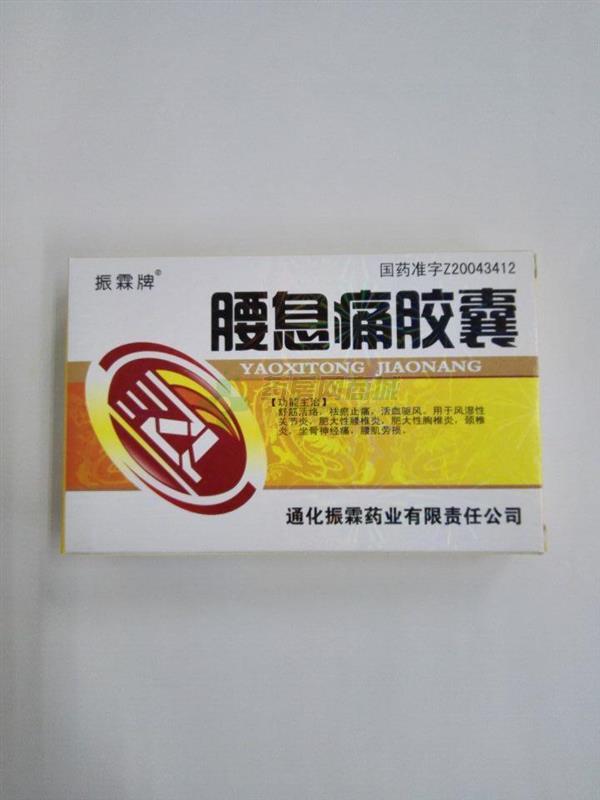 振霖牌®
国药准字Z20043412
腰息痛胶囊
YAOXITONG JIAONANG
【功能主治】
舒筋活络，祛瘀止痛，活血驱风。用于风湿性
关节炎，肥大性腰椎炎，肥大性胸椎炎，颈椎
炎，坐骨神经痛，腰肌劳损。
通化振霖药业有限责任公司